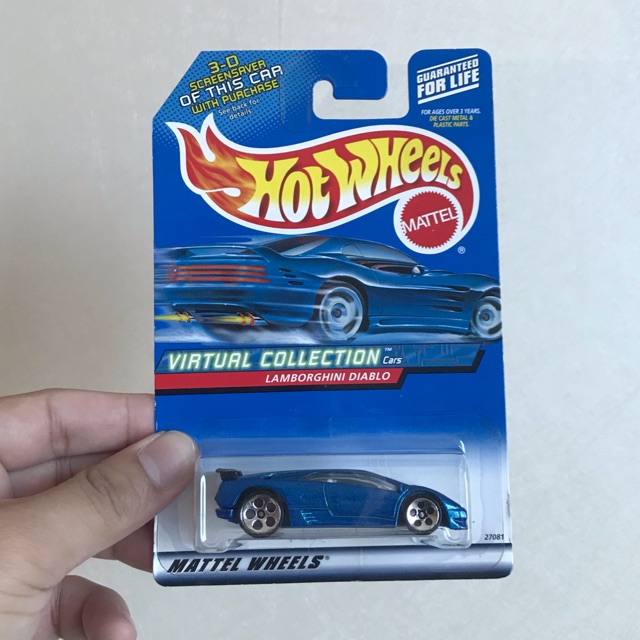 3-D
SCREENSAVER
OF THIS CAR
WITH PURCHASE
See back for
details.
GUARANTEED
FOR LIFE
FOR AGES OVER 3 YEARS.
DIE CAST METAL &
PLASTIC PARTS.
HOT WHEELS
MATTEL
®
VIRTUAL COLLECTION™ Cars
LAMBORGHINI DIABLO
27081
MATTEL WHEELS®